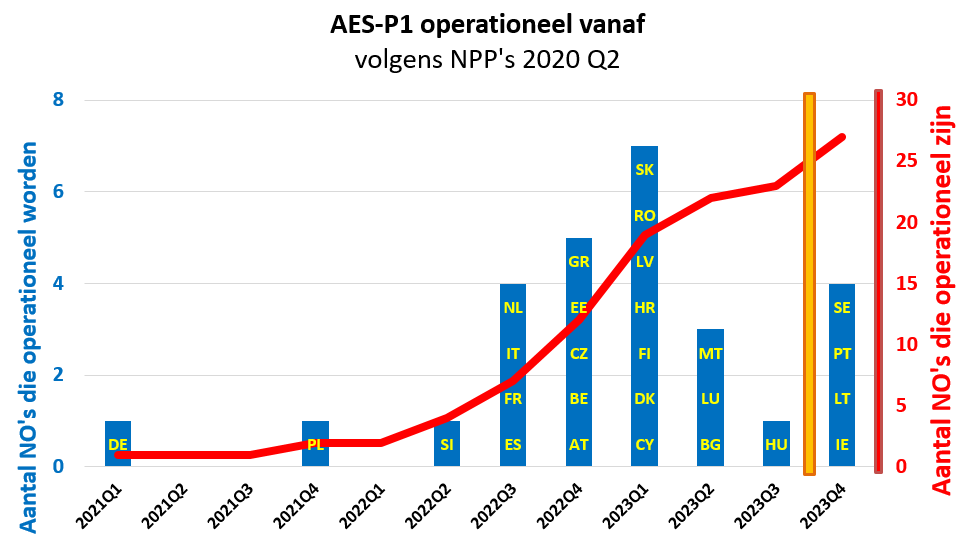 AES-P1 operationeel vanaf
volgens NPP's 2020 Q2
Aantal NO's die operationeel worden
8
6
4
2
0
DE
PL
SI
NL
IT
FR
ES
GR
EE
CZ
BE
AT
SK
RO
LV
HR
FI
DK
CY
MT
LU
BG
HU
SE
PT
LT
IE
30
25
20
15
10
5
0
Aantal NO's die operationeel zijn
2021Q1
2021Q2
2021Q3
2021Q4
2022Q1
2022Q2
2022Q3
2022Q4
2023Q1
2023Q2
2023Q3
2023Q4